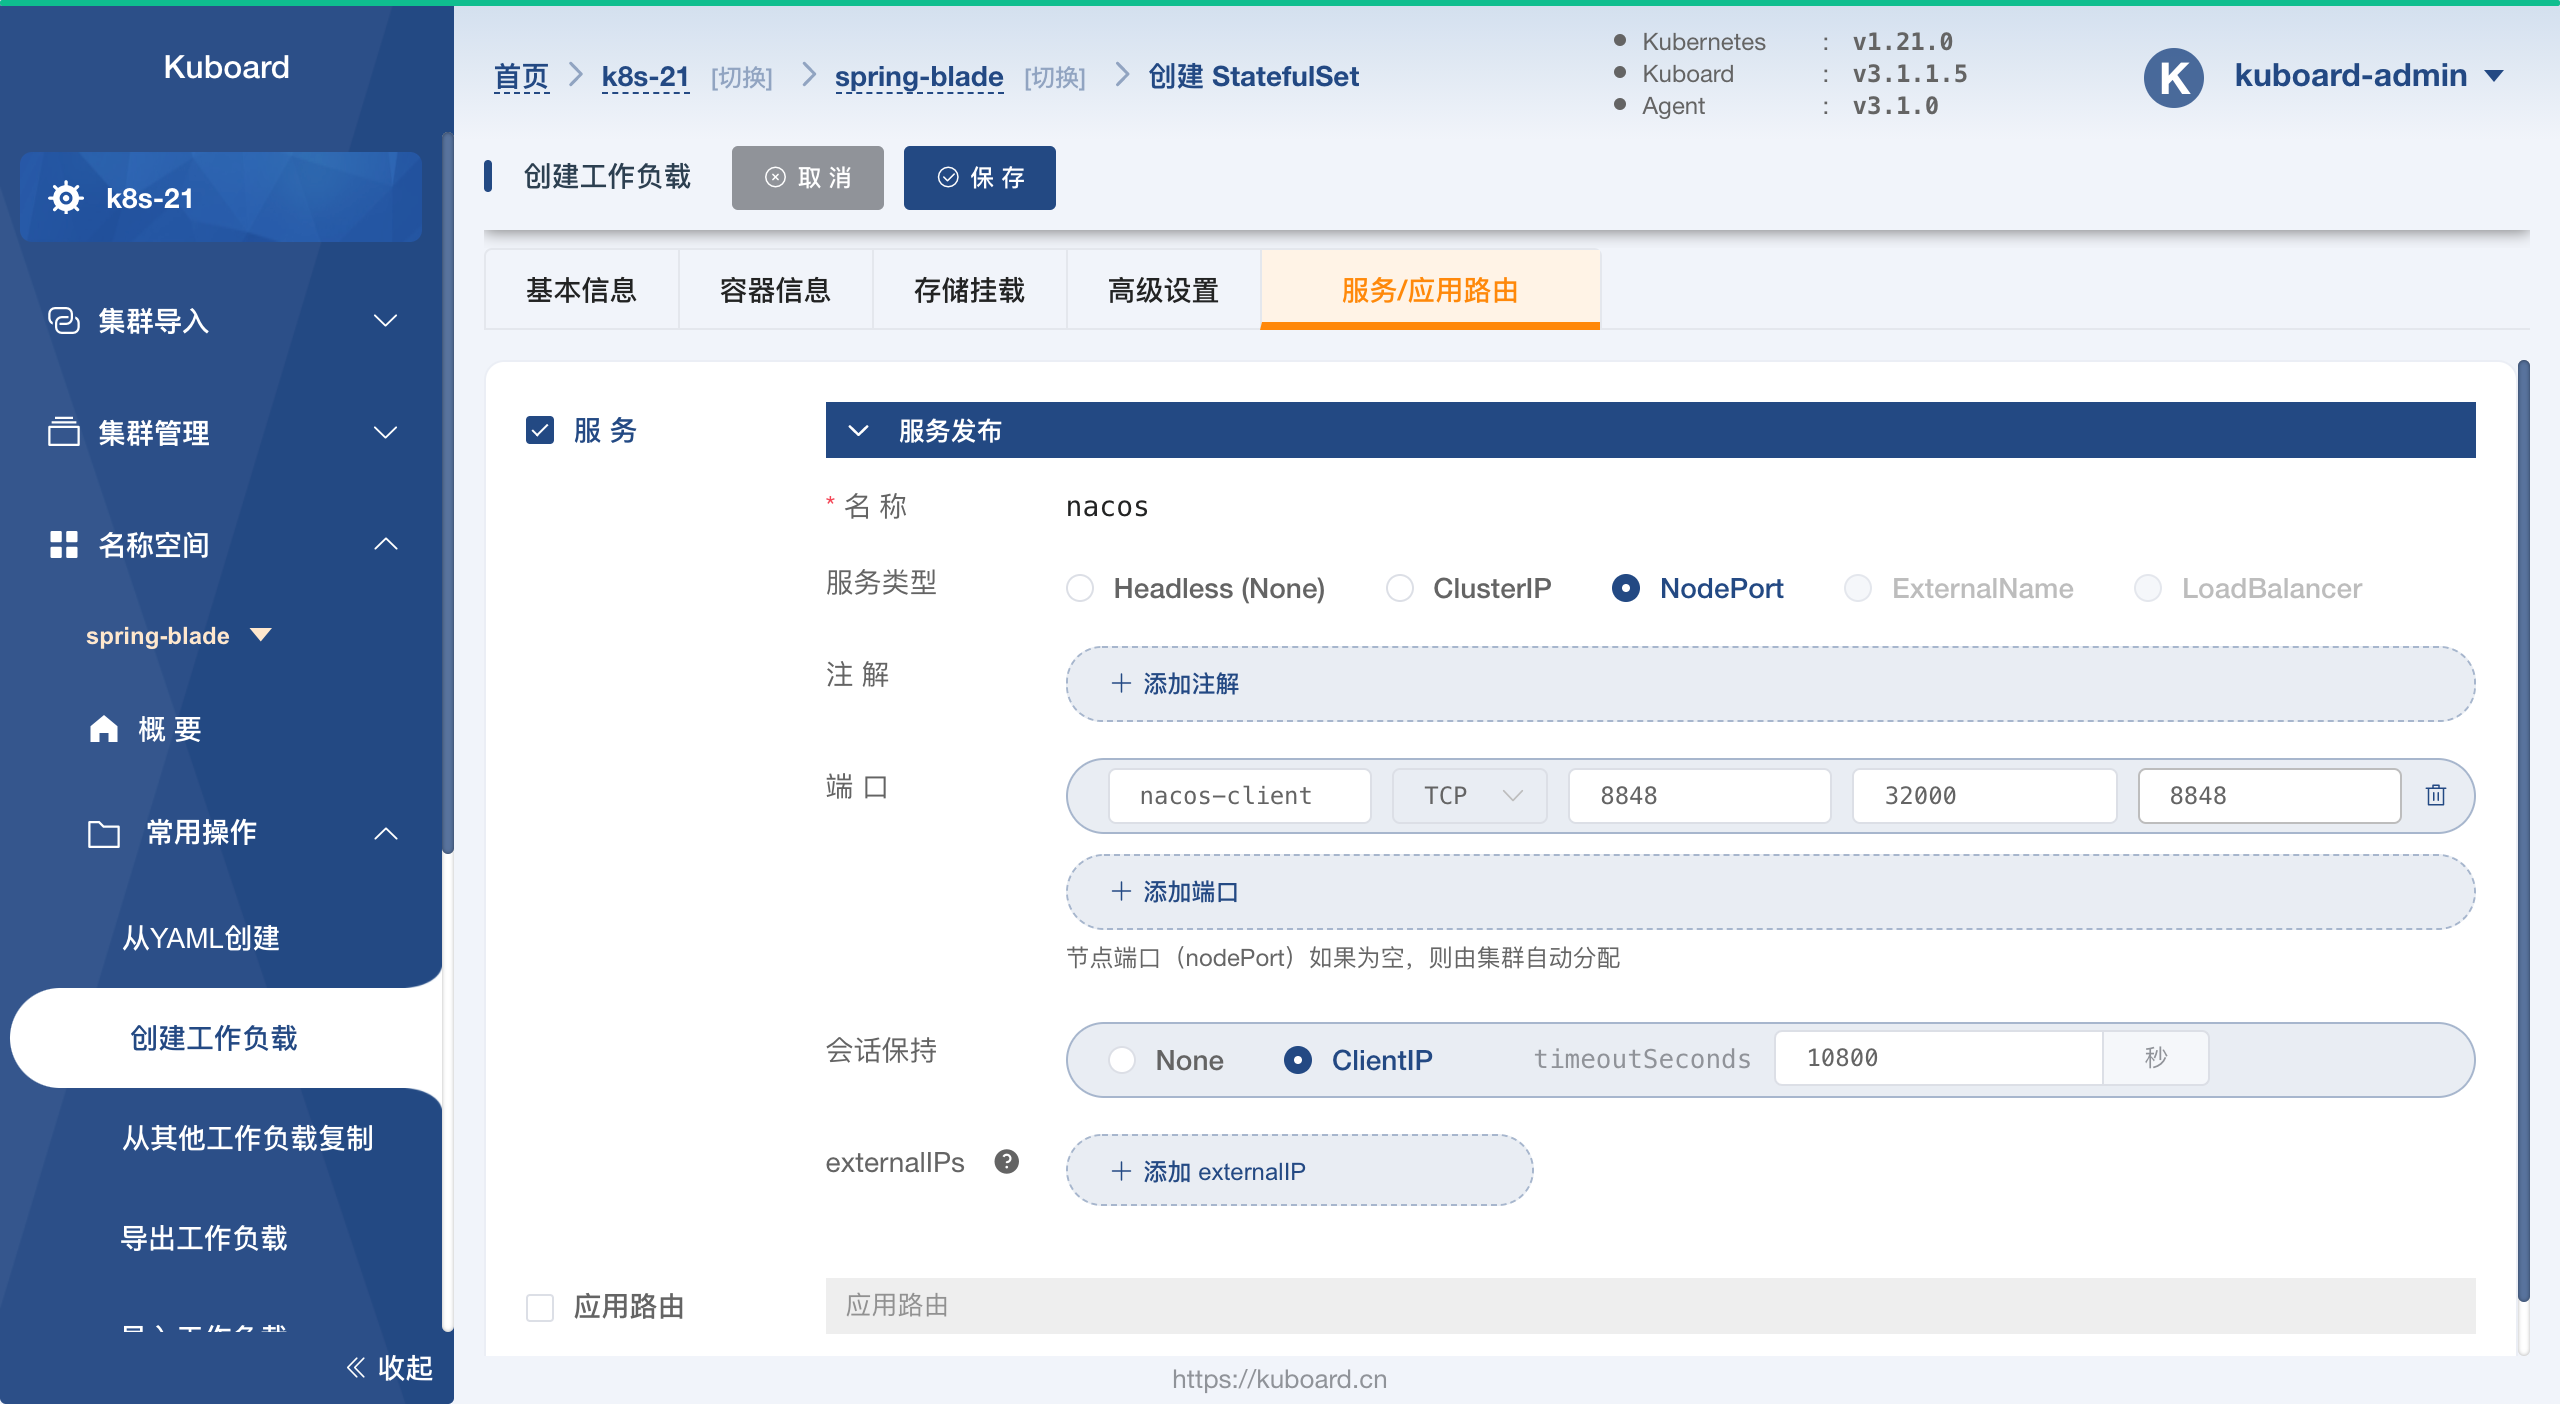 Kuboard
k8s-21
集群导入
集群管理
名称空间
spring-blade
概 要
常用操作
从YAML创建
创建工作负载
从其他工作负载复制
导出工作负载
收起
首页 k8s-21 [切换] spring-blade [切换] 创建 StatefulSet
Kubernetes : v1.21.0
Kuboard : v3.1.1.5
Agent : v3.1.0
K kuboard-admin
创建工作负载 取 消 保 存
基本信息 容器信息 存储挂载 高级设置 服务/应用路由
服 务 服务发布
* 名 称 nacos
服务类型 Headless (None) ClusterIP NodePort ExternalName LoadBalancer
注 解 + 添加注解
端 口 nacos-client TCP 8848 32000 8848
+ 添加端口
节点端口（nodePort）如果为空，则由集群自动分配
会话保持 None ClientIP timeoutSeconds 10800 秒
externalIPs ? + 添加 externalIP
应用路由 应用路由
https://kuboard.cn